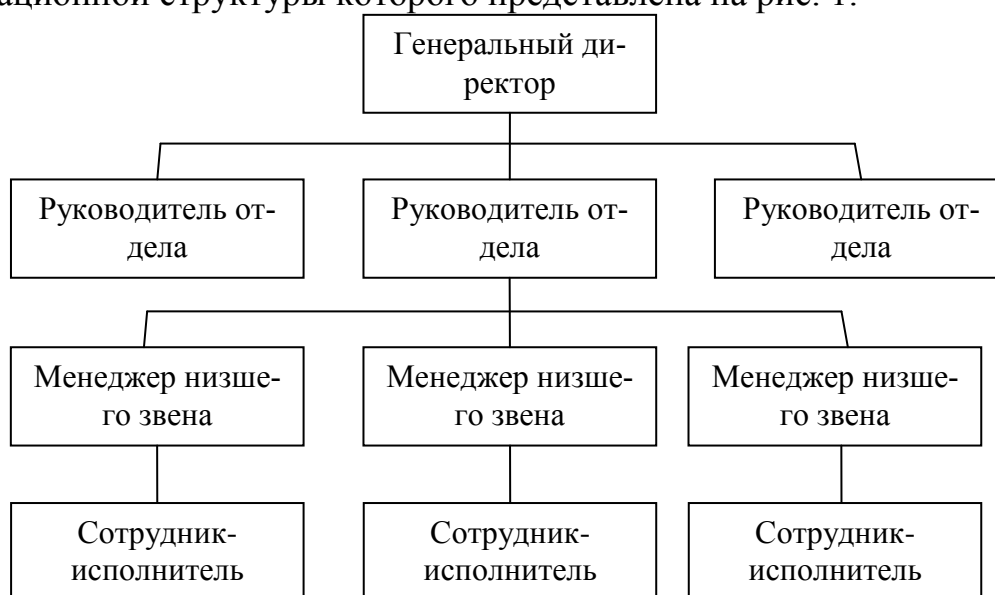 структуры которого представлена на рис. 1.
Генеральный ди-
ректор
Руководитель от-
дела
Руководитель от-
дела
Руководитель от-
дела
Менеджер низше-
го звена
Менеджер низше-
го звена
Менеджер низше-
го звена
Сотрудник-
исполнитель
Сотрудник-
исполнитель
Сотрудник-
исполнитель